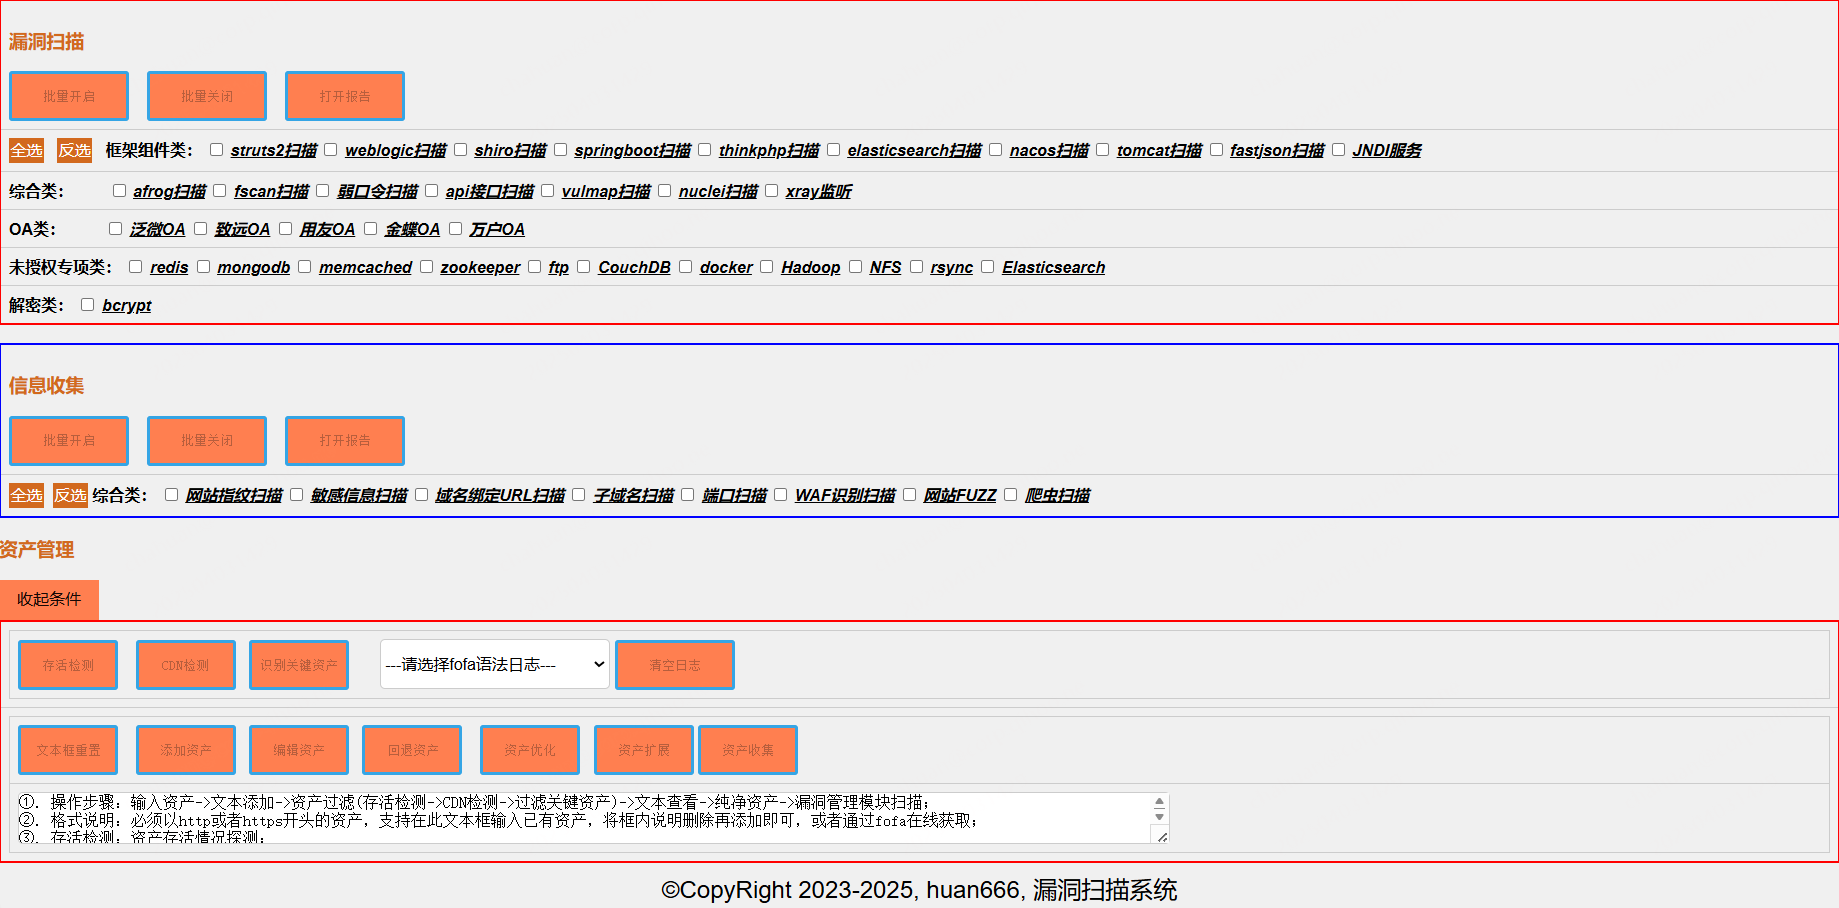 漏洞扫描
批量开启 批量关闭 打开报告
全选 反选 框架组件类： struts2扫描 weblogic扫描 shiro扫描 springboot扫描 thinkphp扫描 elasticsearch扫描 nacos扫描 tomcat扫描 fastjson扫描 JNDI服务
综合类： afrog扫描 fscan扫描 弱口令扫描 api接口扫描 vulmap扫描 nuclei扫描 xray监听
OA类： 泛微OA 致远OA 用友OA 金蝶OA 万户OA
未授权专项类： redis mongodb memcached zookeeper ftp CouchDB docker Hadoop NFS rsync Elasticsearch
解密类： bcrypt
信息收集
批量开启 批量关闭 打开报告
全选 反选 综合类： 网站指纹扫描 敏感信息扫描 域名绑定URL扫描 子域名扫描 端口扫描 WAF识别扫描 网站FUZZ 爬虫扫描
资产管理
收起条件
存活检测 CDN检测 识别关键资产 ---请选择fofa语法日志--- 清空日志
文本框重置 添加资产 编辑资产 回退资产 资产优化 资产扩展 资产收集
①. 操作步骤：输入资产->文本添加->资产过滤(存活检测->CDN检测->过滤关键资产)->文本查看->纯净资产->漏洞管理模块扫描；
②. 格式说明：必须以http或者https开头的资产，支持在此文本框输入已有资产，将框内说明删除再添加即可，或者通过fofa在线获取；
③. 存活检测：资产存活情况探测；
©CopyRight 2023-2025, huan666, 漏洞扫描系统